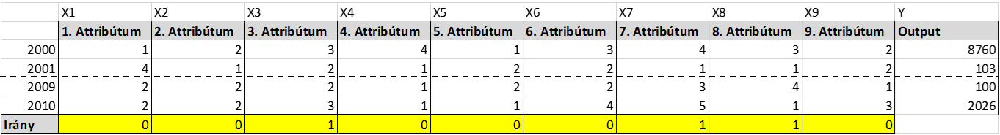 X1 X2 X3 X4 X5 X6 X7 X8 X9 Y
1. Attribútum 2. Attribútum 3. Attribútum 4. Attribútum 5. Attribútum 6. Attribútum 7. Attribútum 8. Attribútum 9. Attribútum Output
2000 1 2 3 4 1 3 4 3 2 8760
2001 4 1 2 1 2 2 1 1 2 103
2009 2 2 2 1 2 2 3 4 1 100
2010 2 2 3 1 1 4 5 1 3 2026
Irány 0 0 1 0 0 0 1 1 0